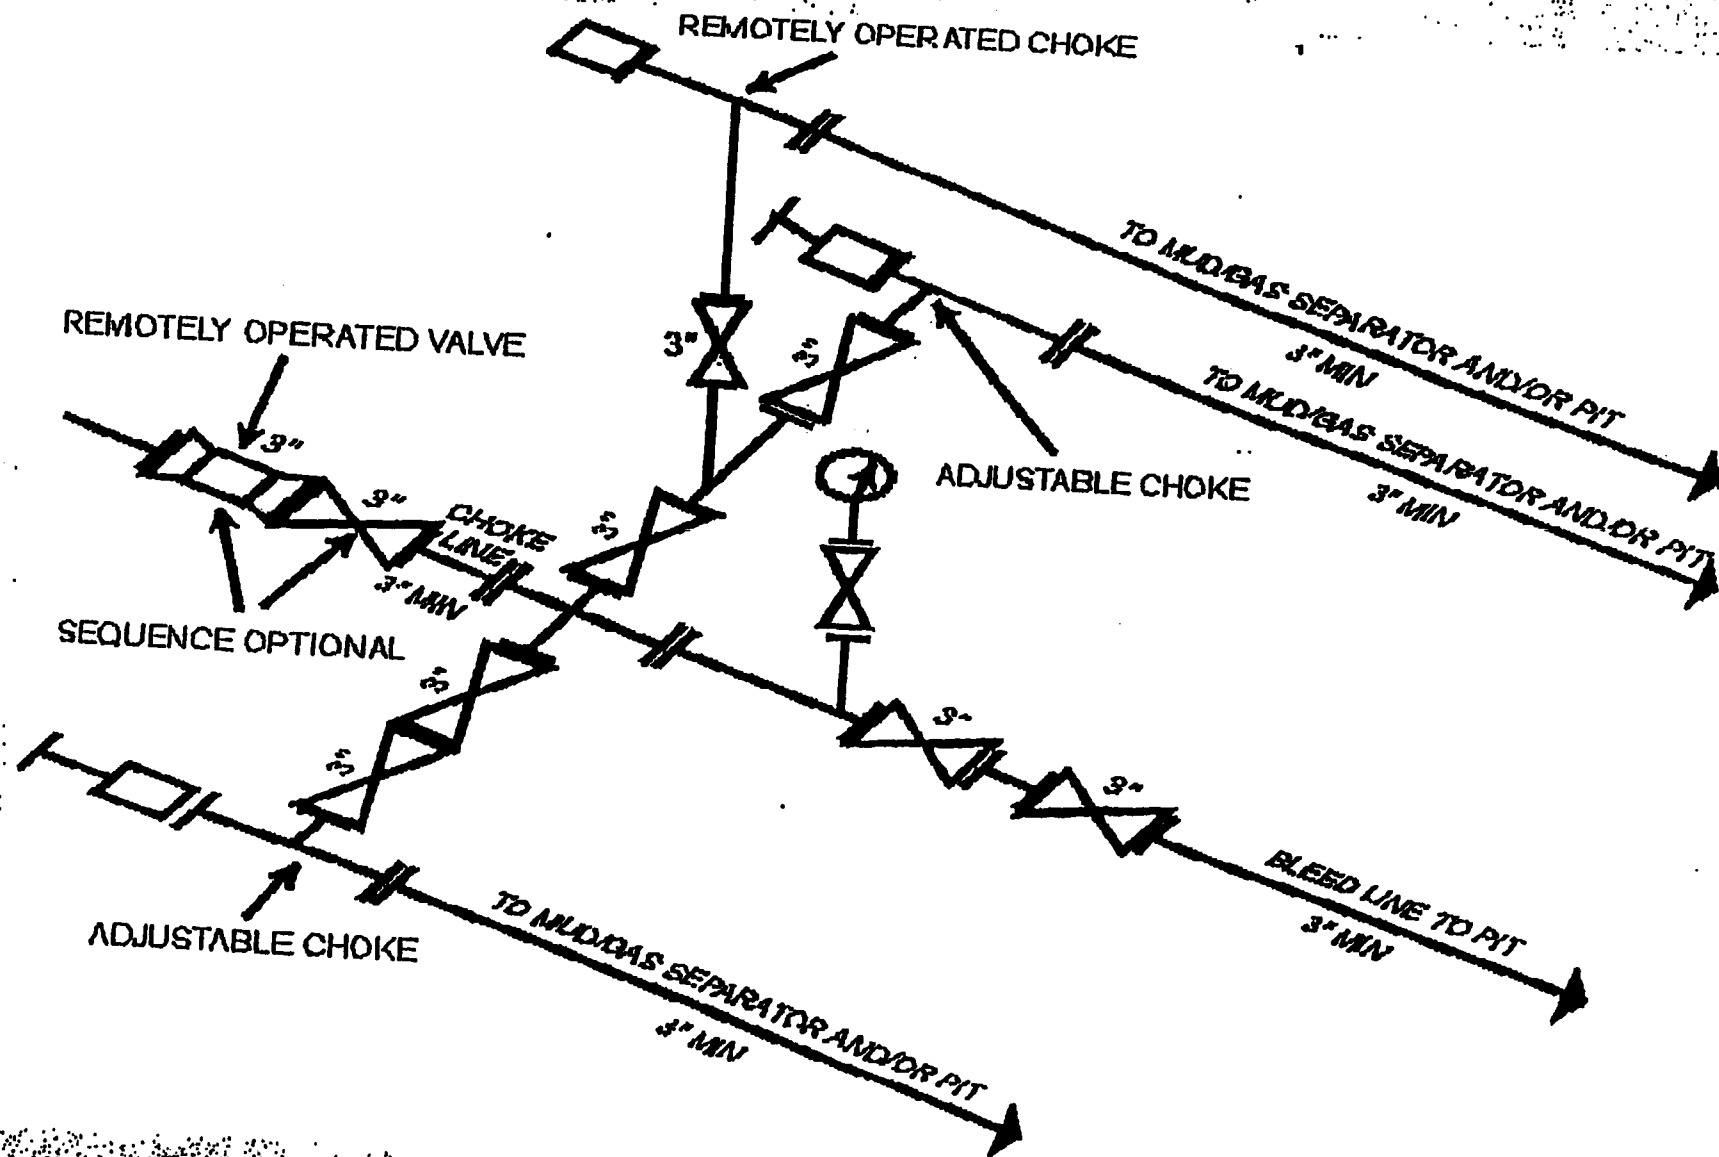 REMOTELY OPERATED CHOKE
TO MUD/GAS SEPARATOR AND/OR PIT
3" MIN
REMOTELY OPERATED VALVE
3"
3"
TO MUD/GAS SEPARATOR AND/OR PIT
3" MIN
3"
3"
CHOKE
LINE
3" MIN
3"
ADJUSTABLE CHOKE
SEQUENCE OPTIONAL
3"
3"
3"
3"
BLEED LINE TO PIT
3" MIN
ADJUSTABLE CHOKE
TO MUD/GAS SEPARATOR AND/OR PIT
3" MIN